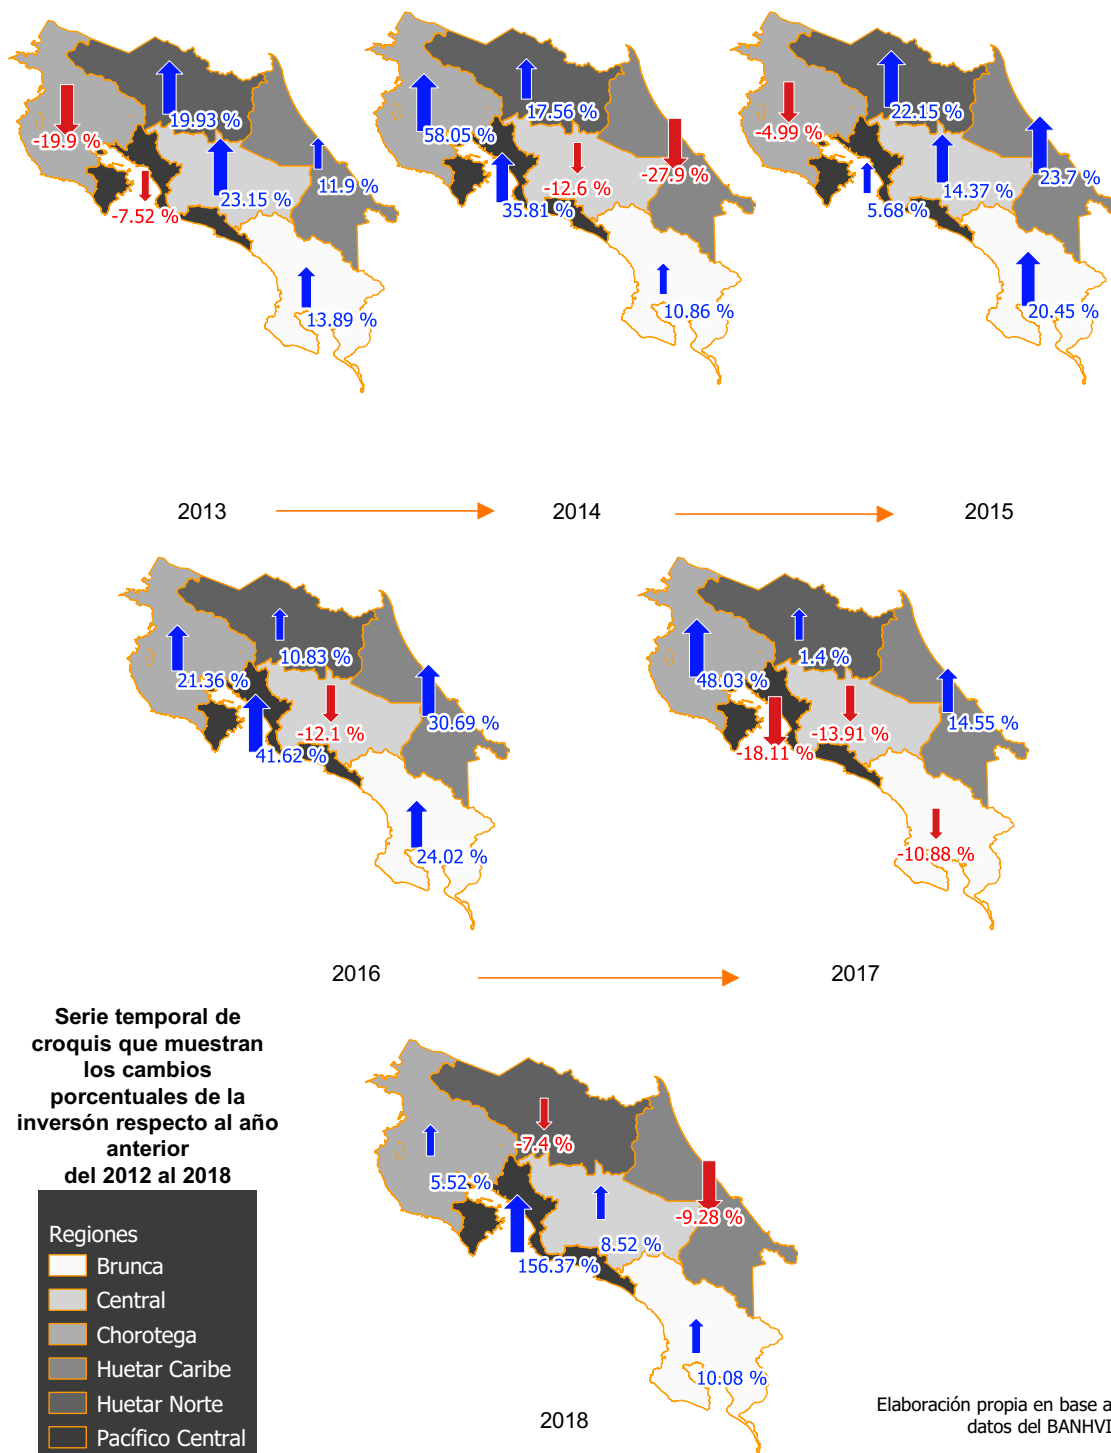 19.93 %
-19.9 %
11.9 %
23.15 %
-7.52 %
13.89 %
17.56 %
58.05 %
-27.9 %
-12.6 %
35.81 %
10.86 %
22.15 %
-4.99 %
23.7 %
14.37 %
5.68 %
20.45 %
2013
2014
2015
10.83 %
21.36 %
30.69 %
-12.1 %
41.62 %
24.02 %
1.4 %
48.03 %
14.55 %
-13.91 %
-18.11 %
-10.88 %
2016
2017
Serie temporal de
croquis que muestran
los cambios
porcentuales de la
inversón respecto al año
anterior
del 2012 al 2018
-7.4 %
5.52 %
-9.28 %
8.52 %
156.37 %
10.08 %
2018
Regiones
Brunca
Central
Chorotega
Huetar Caribe
Huetar Norte
Pacífico Central
Elaboración propia en base a
datos del BANHVI